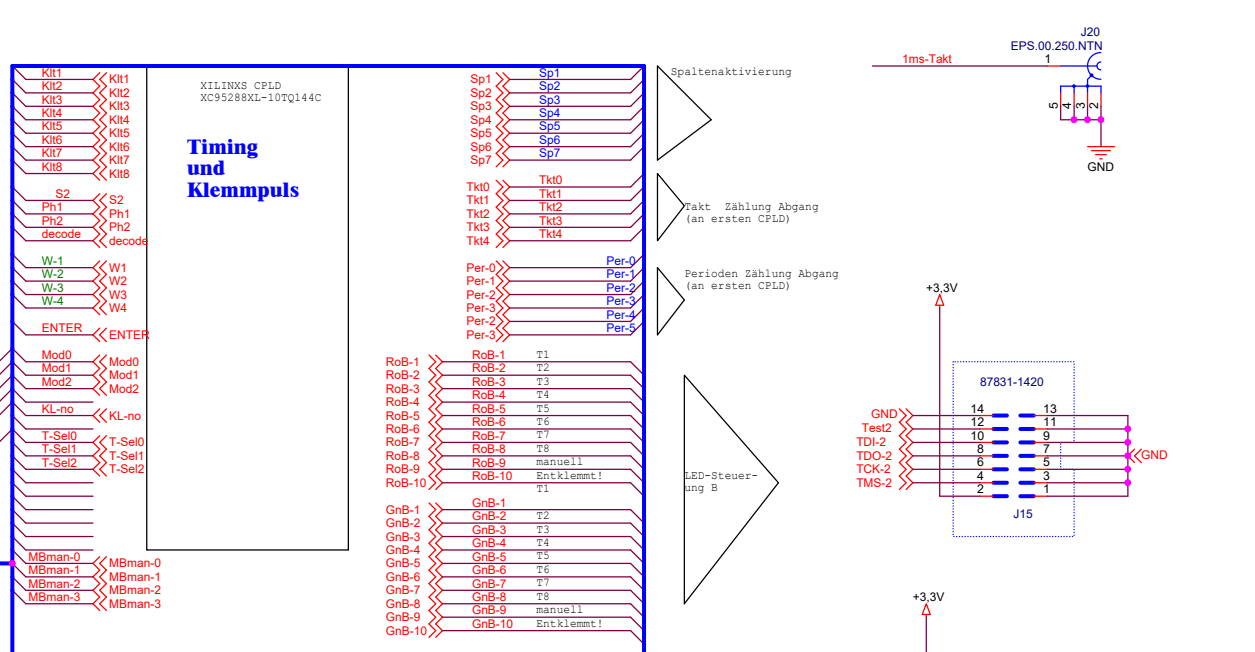 J20
EPS.00.250.NTN
1ms-Takt
1
5
4
3
2
GND
Klt1
Klt2
Klt3
Klt4
Klt5
Klt6
Klt7
Klt8
Klt1
Klt2
Klt3
Klt4
Klt5
Klt6
Klt7
Klt8
S2
Ph1
Ph2
decode
S2
Ph1
Ph2
decode
W-1
W-2
W-3
W-4
W1
W2
W3
W4
ENTER
ENTER
Mod0
Mod1
Mod2
Mod0
Mod1
Mod2
KL-no
KL-no
T-Sel0
T-Sel1
T-Sel2
T-Sel0
T-Sel1
T-Sel2
MBman-0
MBman-1
MBman-2
MBman-3
MBman-0
MBman-1
MBman-2
MBman-3
XILINXS CPLD
XC95288XL-10TQ144C
Timing
und
Klemmpuls
Sp1
Sp2
Sp3
Sp4
Sp5
Sp6
Sp7
Sp1
Sp2
Sp3
Sp4
Sp5
Sp6
Sp7
Tkt0
Tkt1
Tkt2
Tkt3
Tkt4
Tkt0
Tkt1
Tkt2
Tkt3
Tkt4
Per-0
Per-1
Per-2
Per-3
Per-2
Per-3
Per-0
Per-1
Per-2
Per-3
Per-4
Per-5
RoB-1
RoB-2
RoB-3
RoB-4
RoB-5
RoB-6
RoB-7
RoB-8
RoB-9
RoB-10
RoB-1 T1
RoB-2 T2
RoB-3 T3
RoB-4 T4
RoB-5 T5
RoB-6 T6
RoB-7 T7
RoB-8 T8
RoB-9 manuell
RoB-10 Entklemmt!
T1
GnB-1
GnB-2
GnB-3
GnB-4
GnB-5
GnB-6
GnB-7
GnB-8
GnB-9
GnB-10
GnB-1
GnB-2 T2
GnB-3 T3
GnB-4 T4
GnB-5 T5
GnB-6 T6
GnB-7 T7
GnB-8 T8
GnB-9 manuell
GnB-10 Entklemmt!
Spaltenaktivierung
Takt Zählung Abgang
(an ersten CPLD)
Perioden Zählung Abgang
(an ersten CPLD)
LED-Steuer-
ung B
+3,3V
87831-1420
GND 14 13
Test2 12 11
TDI-2 10 9
TDO-2 8 7 GND
TCK-2 6 5
TMS-2 4 3
2 1
J15
+3,3V